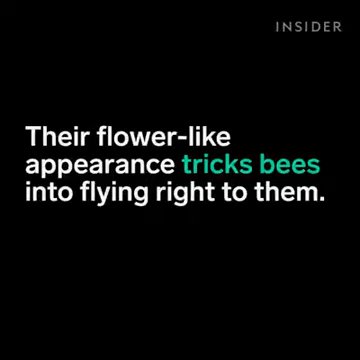 INSIDER
Their flower-like
appearance tricks bees
into flying right to them.